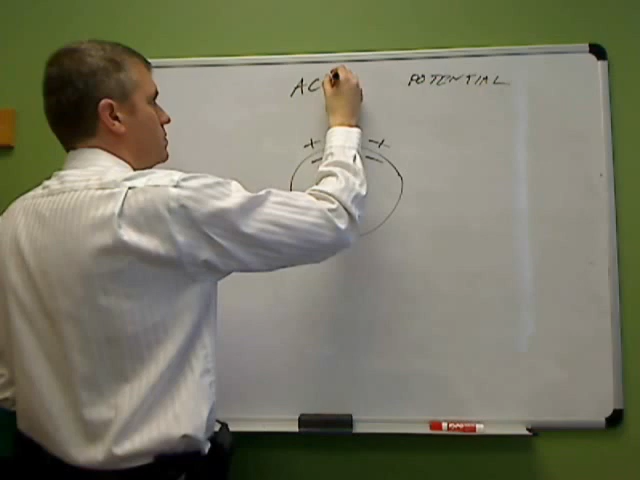 AC POTENTIAL
+ +
- -